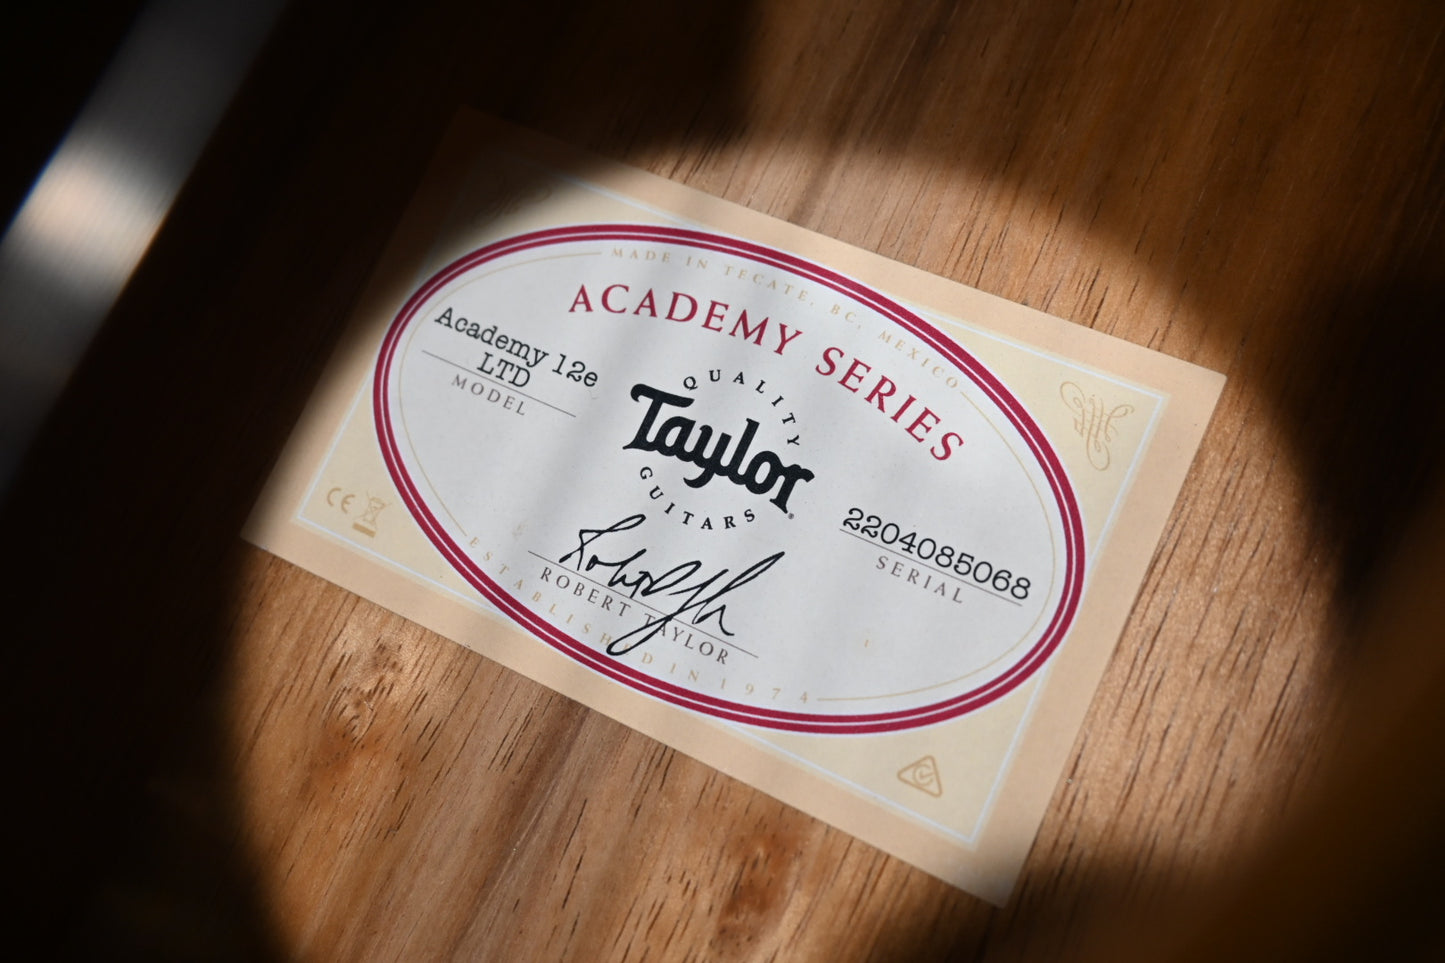 MADE IN TECATE, BC, MEXICO
ACADEMY SERIES
Academy 12e
LTD
MODEL
QUALITY
Taylor®
GUITARS
2204085068
SERIAL
ROBERT TAYLOR
ESTABLISHED IN 1974
CE